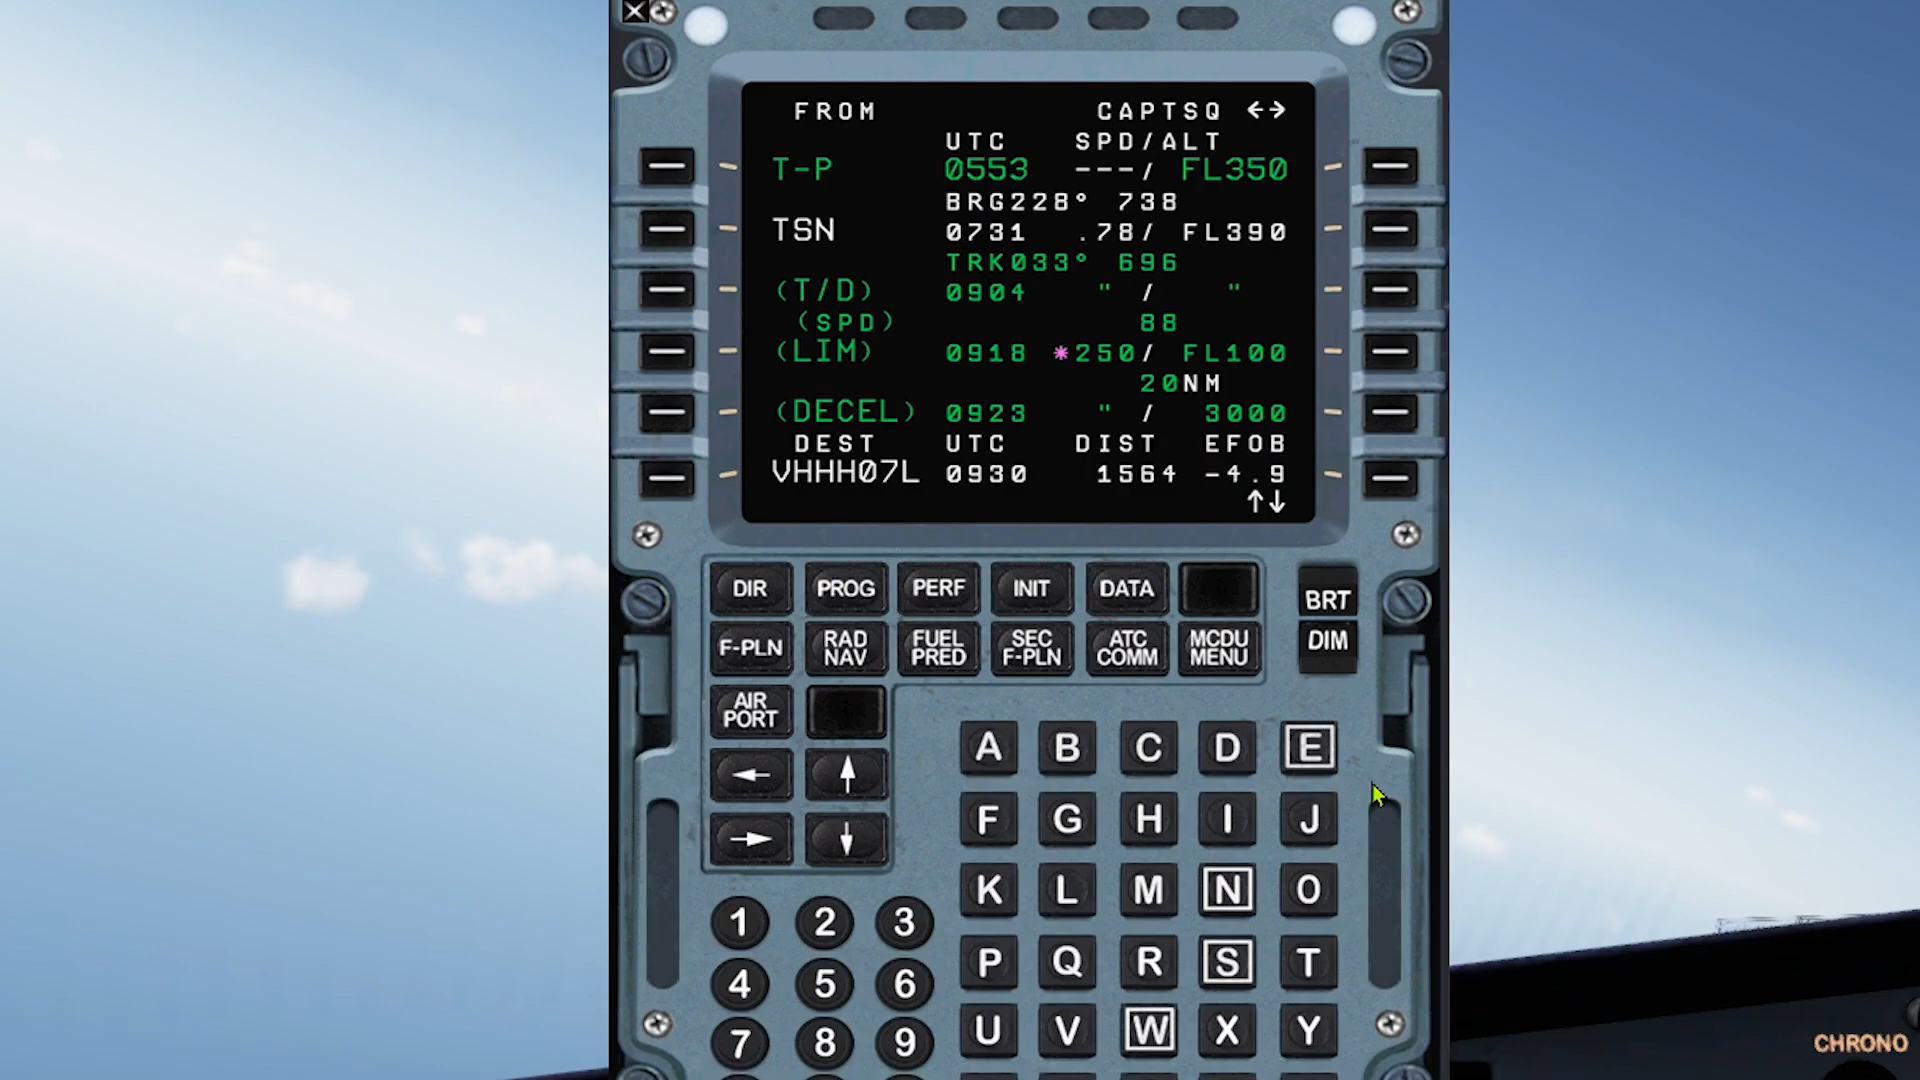 FROM CAPTSQ ←→
UTC SPD/ALT
T-P 0553 ---/ FL350
BRG228° 738
TSN 0731 .78/ FL390
TRK033° 696
(T/D) 0904 " / "
(SPD) 88
(LIM) 0918 *250/ FL100
20NM
(DECEL) 0923 " / 3000
DEST UTC DIST EFOB
VHHH07L 0930 1564 -4.9
↑↓
DIR PROG PERF INIT DATA
BRT
F-PLN RAD NAV FUEL PRED SEC F-PLN ATC COMM MCDU MENU
DIM
AIR PORT
← ↑
→ ↓
A B C D E
F G H I J
K L M N O
1 2 3
P Q R S T
4 5 6
U V W X Y
7 8 9
CHRONO